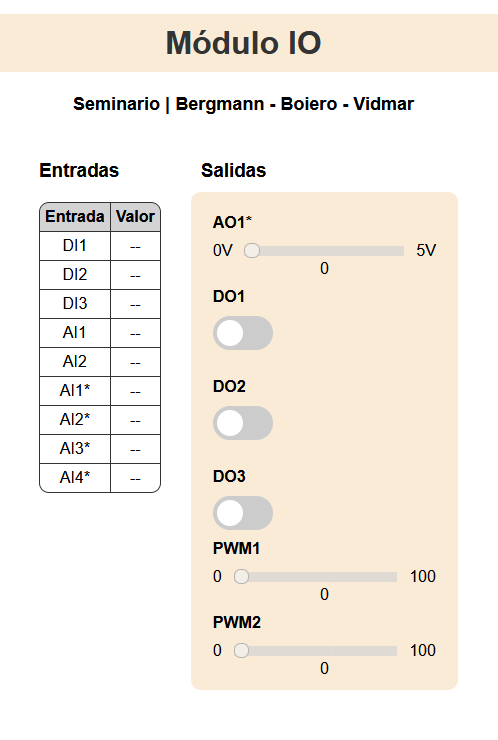 Módulo IO
Seminario | Bergmann - Boiero - Vidmar
Entradas
Entrada Valor
DI1 --
DI2 --
DI3 --
AI1 --
AI2 --
AI1* --
AI2* --
AI3* --
AI4* --
Salidas
AO1*
0V 5V
0
DO1
DO2
DO3
PWM1
0 100
0
PWM2
0 100
0